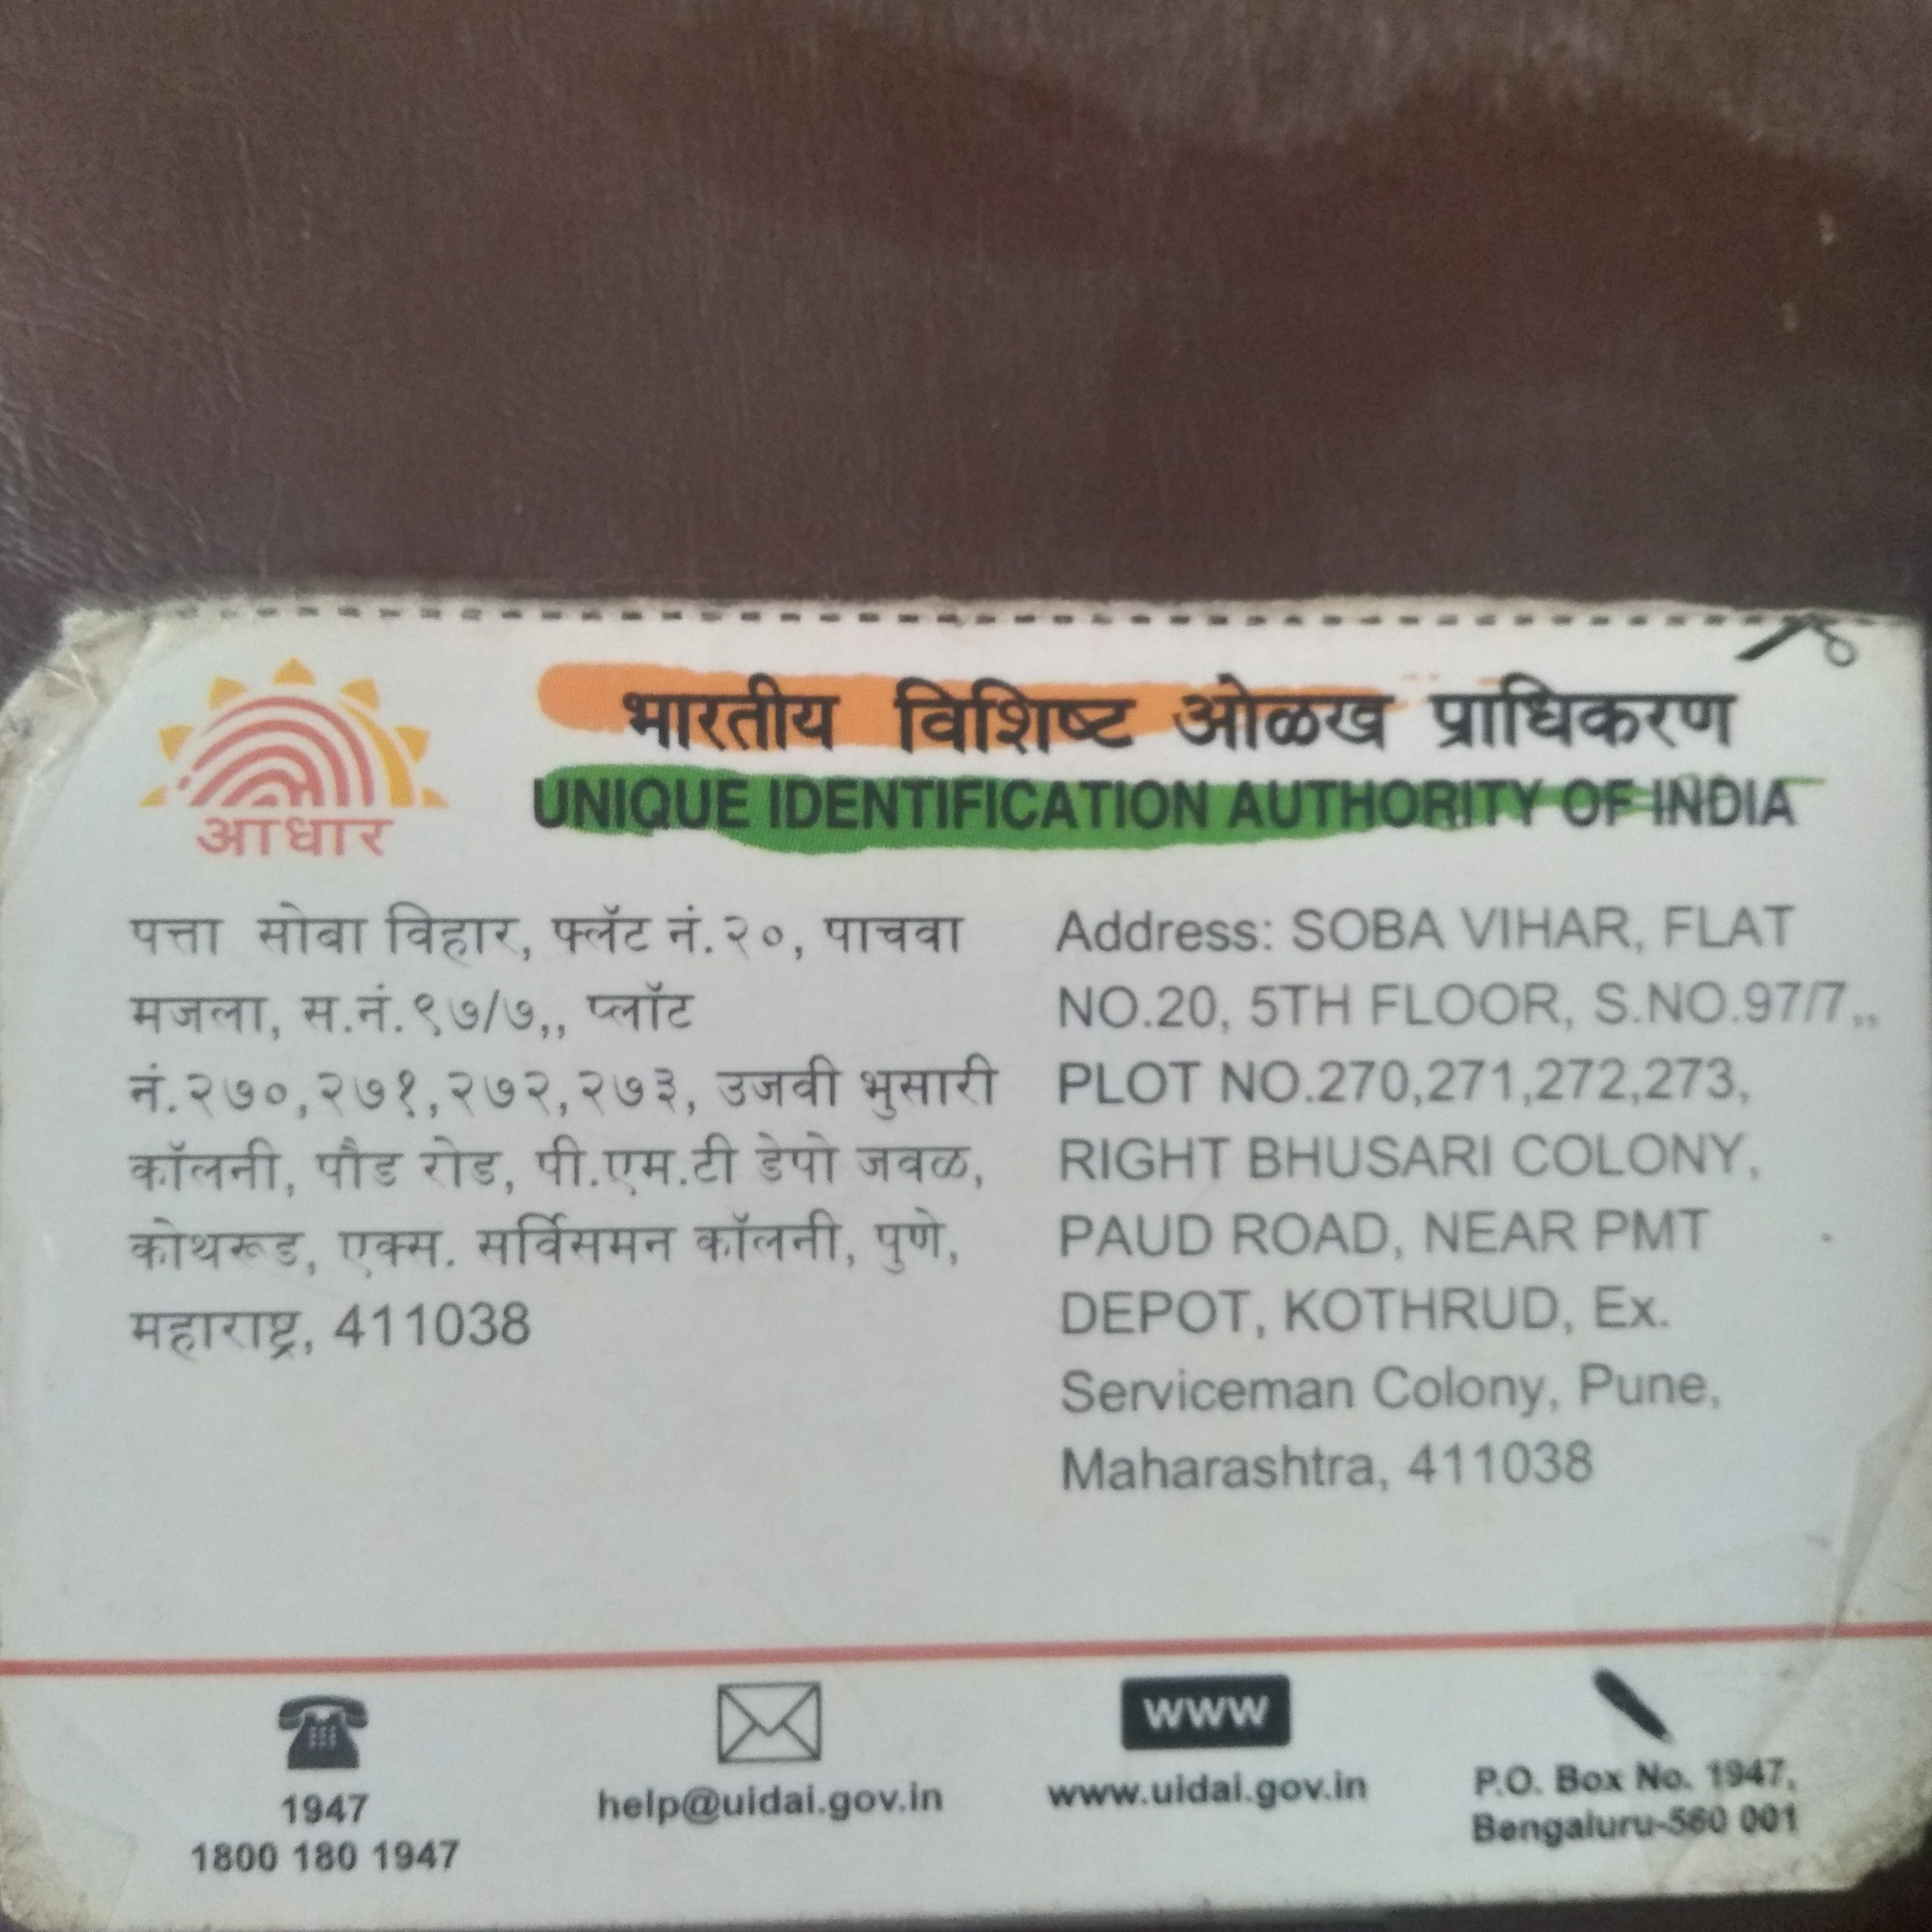 भारतीय विशिष्ट ओळख प्राधिकरण
UNIQUE IDENTIFICATION AUTHORITY OF INDIA
आधार
पत्ता सोबा विहार, फ्लॅट नं.२०, पाचवा
मजला, स.नं.९७/७,, प्लॉट
नं.२७०,२७१,२७२,२७३, उजवी भुसारी
कॉलनी, पौड रोड, पी.एम.टी डेपो जवळ,
कोथरूड, एक्स. सर्विसमन कॉलनी, पुणे,
महाराष्ट्र, 411038
Address: SOBA VIHAR, FLAT
NO.20, 5TH FLOOR, S.NO.97/7,,
PLOT NO.270,271,272,273,
RIGHT BHUSARI COLONY,
PAUD ROAD, NEAR PMT
DEPOT, KOTHRUD, Ex.
Serviceman Colony, Pune,
Maharashtra, 411038
1947
1800 180 1947
help@uidai.gov.in
www
www.uidai.gov.in
P.O. Box No. 1947,
Bengaluru-560 001